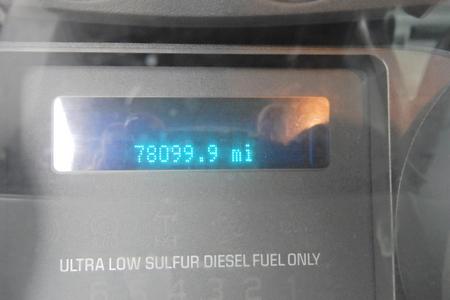 78099.9 mi
ULTRA LOW SULFUR DIESEL FUEL ONLY